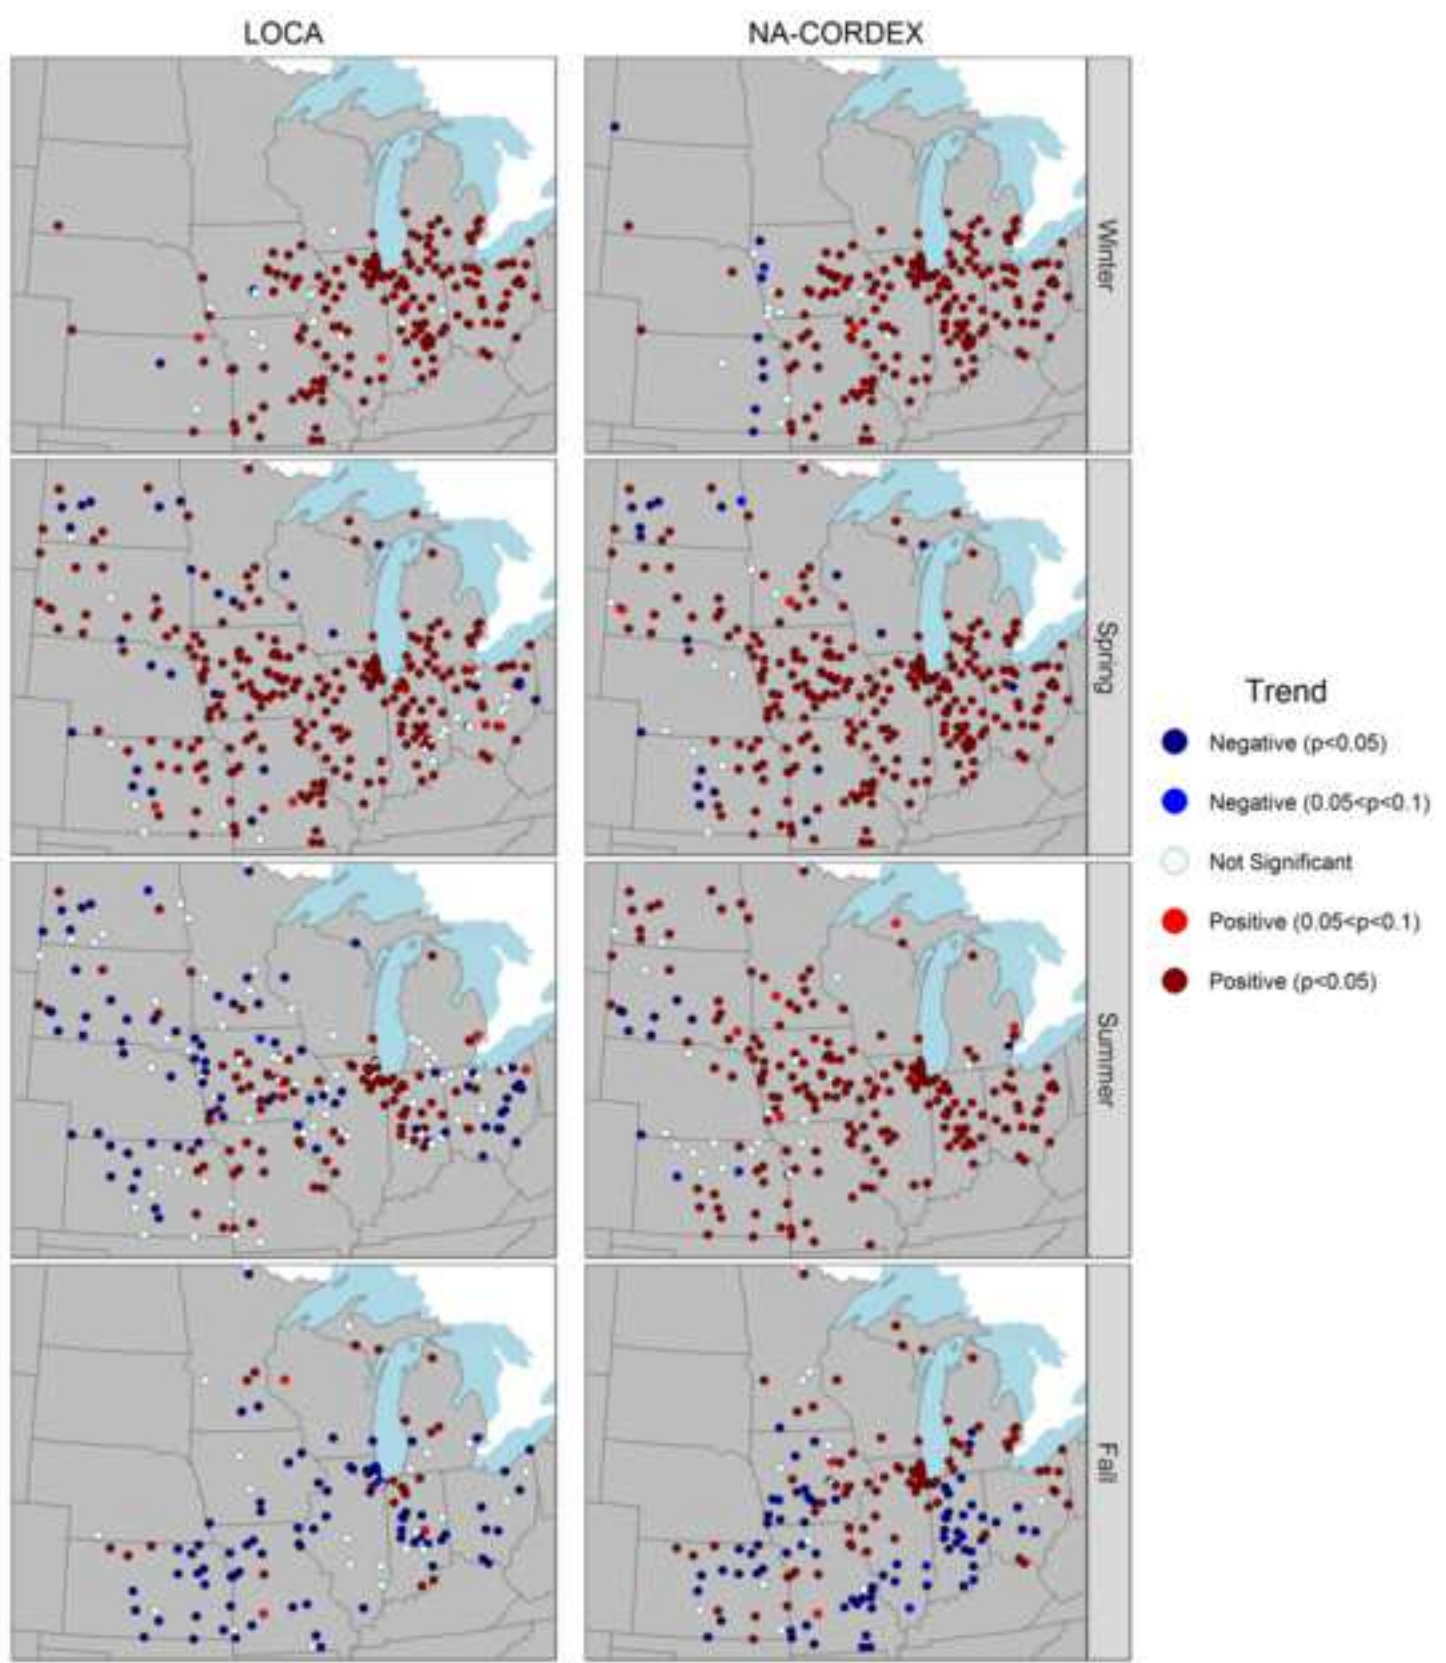 LOCA
NA-CORDEX
Winter
Spring
Summer
Fall
Trend
Negative (p<0.05)
Negative (0.05<p<0.1)
Not Significant
Positive (0.05<p<0.1)
Positive (p<0.05)